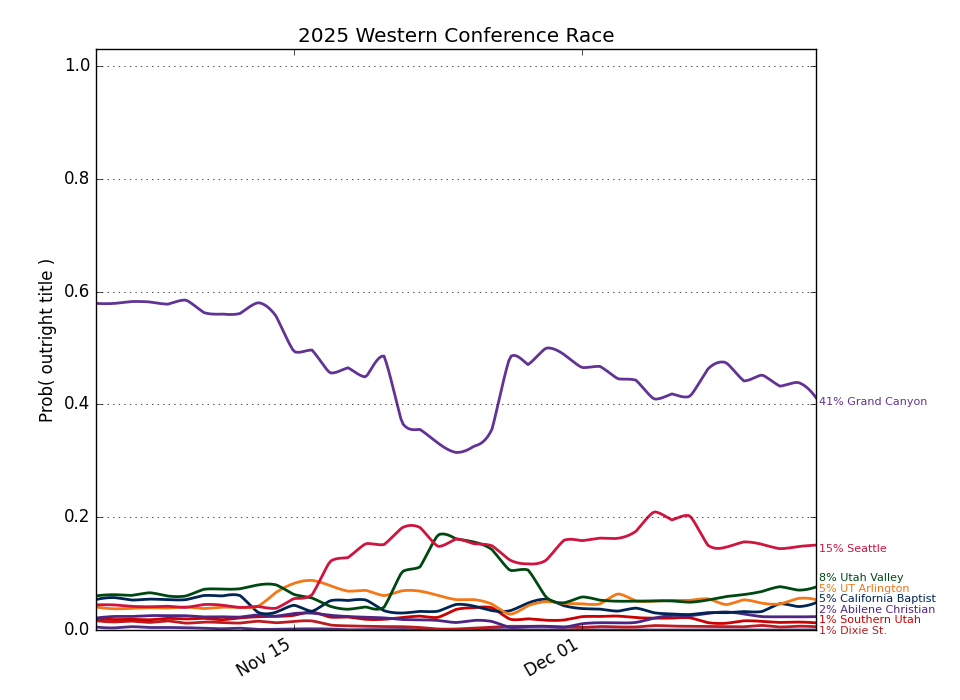 2025 Western Conference Race
Prob( outright title )
1.0
0.8
0.6
0.4
0.2
0.0
Nov 15
Dec 01
41% Grand Canyon
15% Seattle
8% Utah Valley
5% UT Arlington
5% California Baptist
2% Abilene Christian
1% Southern Utah
1% Dixie St.